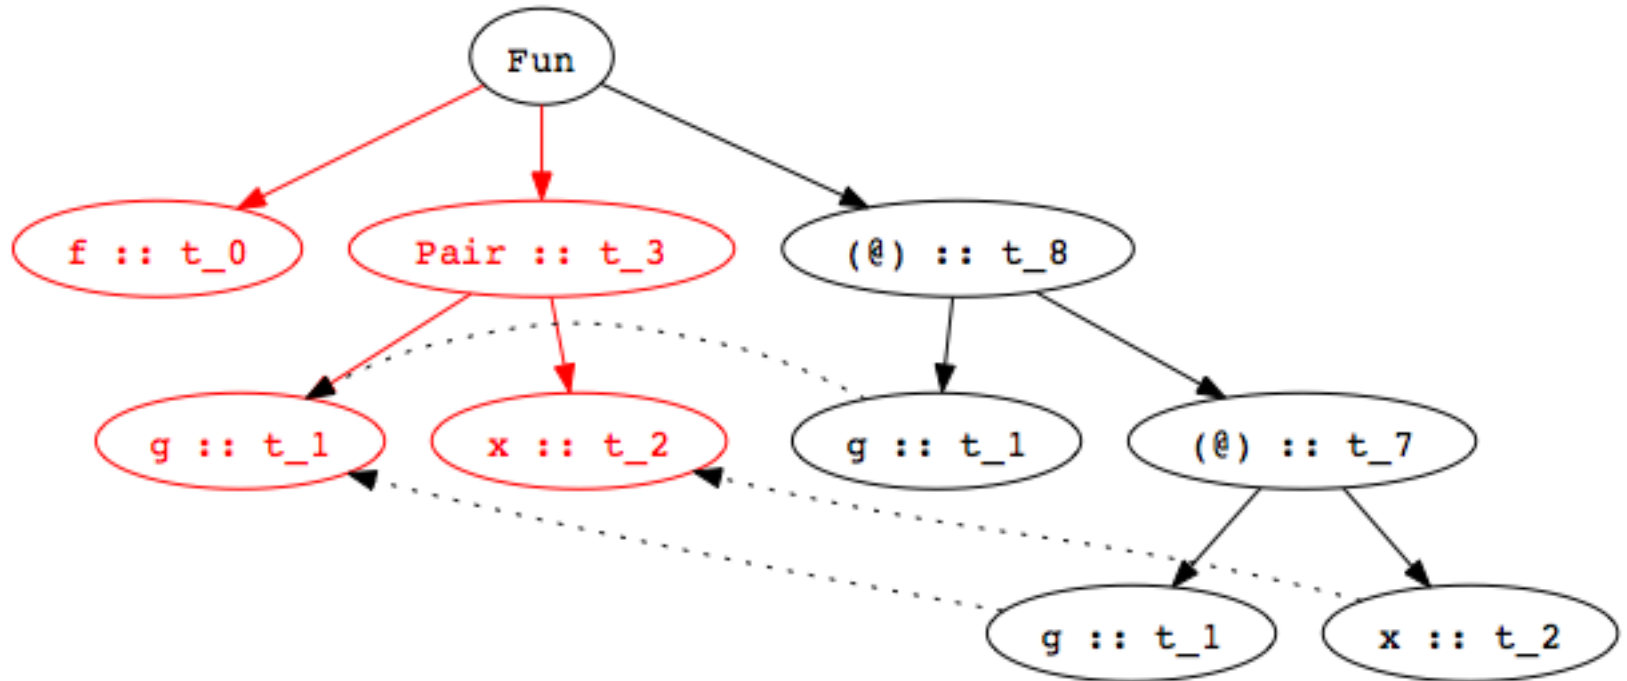 Fun
f :: t_0
Pair :: t_3
(@) :: t_8
g :: t_1
x :: t_2
g :: t_1
(@) :: t_7
g :: t_1
x :: t_2